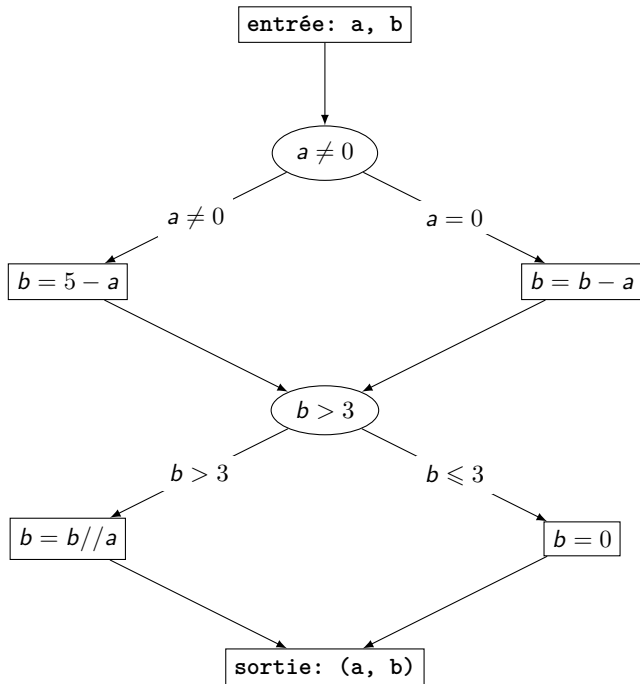 entrée: a, b
a ≠ 0
a ≠ 0
a = 0
b = 5 − a
b = b − a
b > 3
b > 3
b ⩽ 3
b = b//a
b = 0
sortie: (a, b)